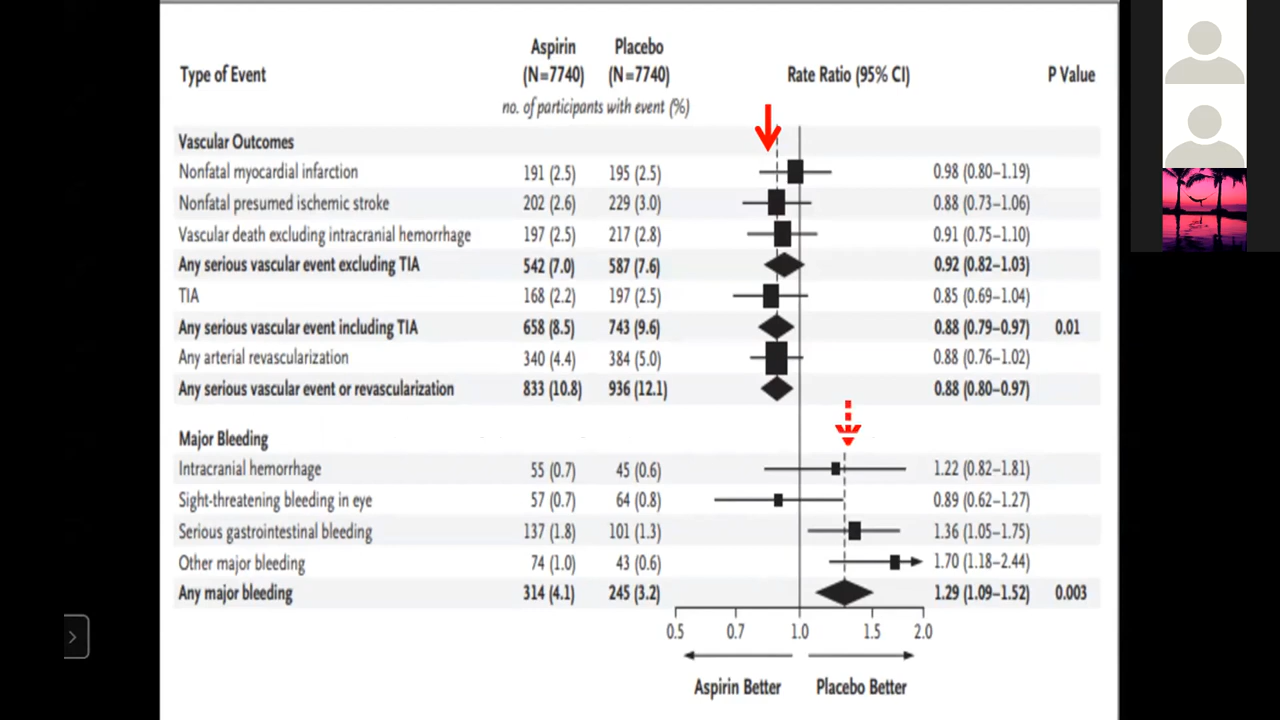 Aspirin Placebo
Type of Event (N=7740) (N=7740) Rate Ratio (95% CI) P Value
no. of participants with event (%)
Vascular Outcomes
Nonfatal myocardial infarction 191 (2.5) 195 (2.5) 0.98 (0.80–1.19)
Nonfatal presumed ischemic stroke 202 (2.6) 229 (3.0) 0.88 (0.73–1.06)
Vascular death excluding intracranial hemorrhage 197 (2.5) 217 (2.8) 0.91 (0.75–1.10)
Any serious vascular event excluding TIA 542 (7.0) 587 (7.6) 0.92 (0.82–1.03)
TIA 168 (2.2) 197 (2.5) 0.85 (0.69–1.04)
Any serious vascular event including TIA 658 (8.5) 743 (9.6) 0.88 (0.79–0.97) 0.01
Any arterial revascularization 340 (4.4) 384 (5.0) 0.88 (0.76–1.02)
Any serious vascular event or revascularization 833 (10.8) 936 (12.1) 0.88 (0.80–0.97)
Major Bleeding
Intracranial hemorrhage 55 (0.7) 45 (0.6) 1.22 (0.82–1.81)
Sight-threatening bleeding in eye 57 (0.7) 64 (0.8) 0.89 (0.62–1.27)
Serious gastrointestinal bleeding 137 (1.8) 101 (1.3) 1.36 (1.05–1.75)
Other major bleeding 74 (1.0) 43 (0.6) 1.70 (1.18–2.44)
Any major bleeding 314 (4.1) 245 (3.2) 1.29 (1.09–1.52) 0.003
0.5 0.7 1.0 1.5 2.0
Aspirin Better Placebo Better